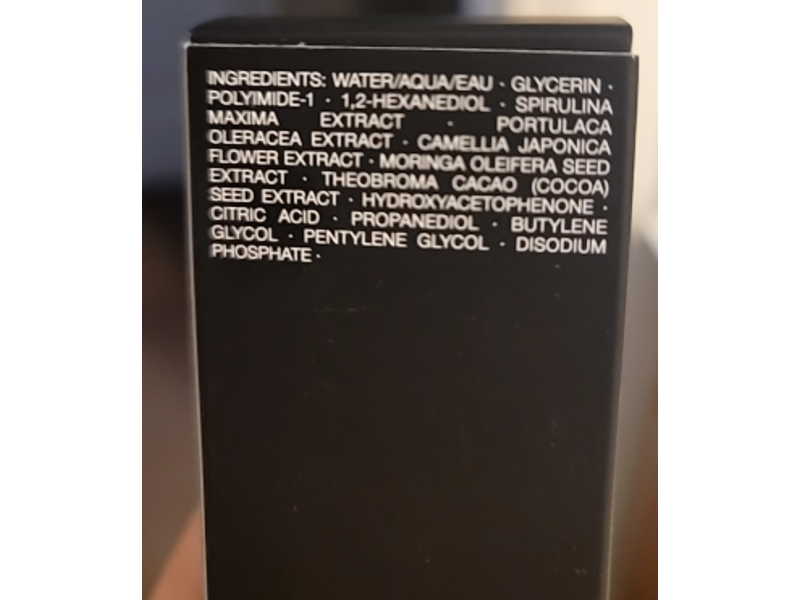 INGREDIENTS: WATER/AQUA/EAU · GLYCERIN ·
POLYIMIDE-1 · 1,2-HEXANEDIOL · SPIRULINA
MAXIMA EXTRACT · PORTULACA
OLERACEA EXTRACT · CAMELLIA JAPONICA
FLOWER EXTRACT · MORINGA OLEIFERA SEED
EXTRACT · THEOBROMA CACAO (COCOA)
SEED EXTRACT · HYDROXYACETOPHENONE ·
CITRIC ACID · PROPANEDIOL · BUTYLENE
GLYCOL · PENTYLENE GLYCOL · DISODIUM
PHOSPHATE ·